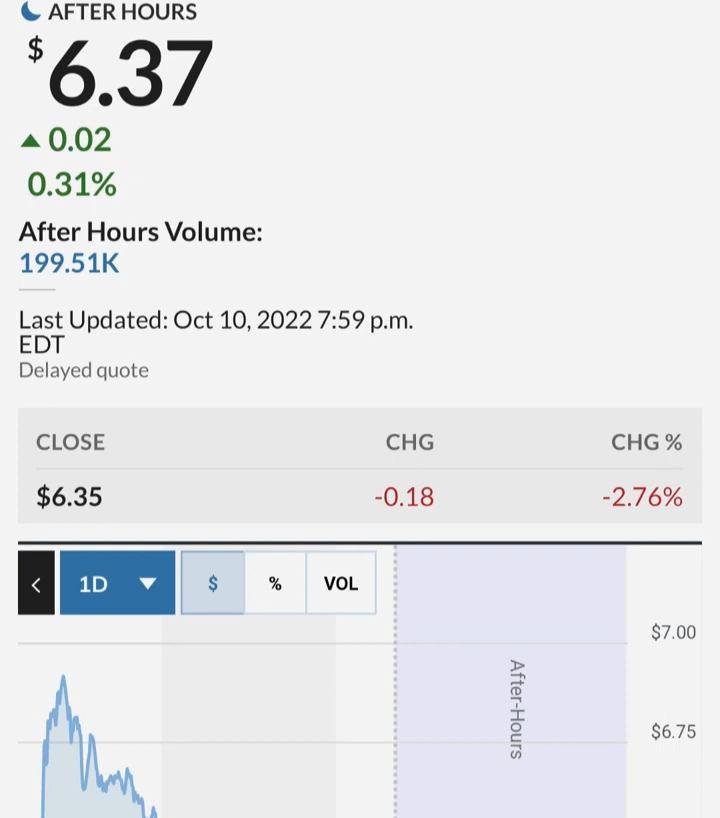 AFTER HOURS
$6.37
0.02
0.31%
After Hours Volume:
199.51K
Last Updated: Oct 10, 2022 7:59 p.m.
EDT
Delayed quote
CLOSE CHG CHG %
$6.35 -0.18 -2.76%
1D $ % VOL
$7.00
After-Hours
$6.75